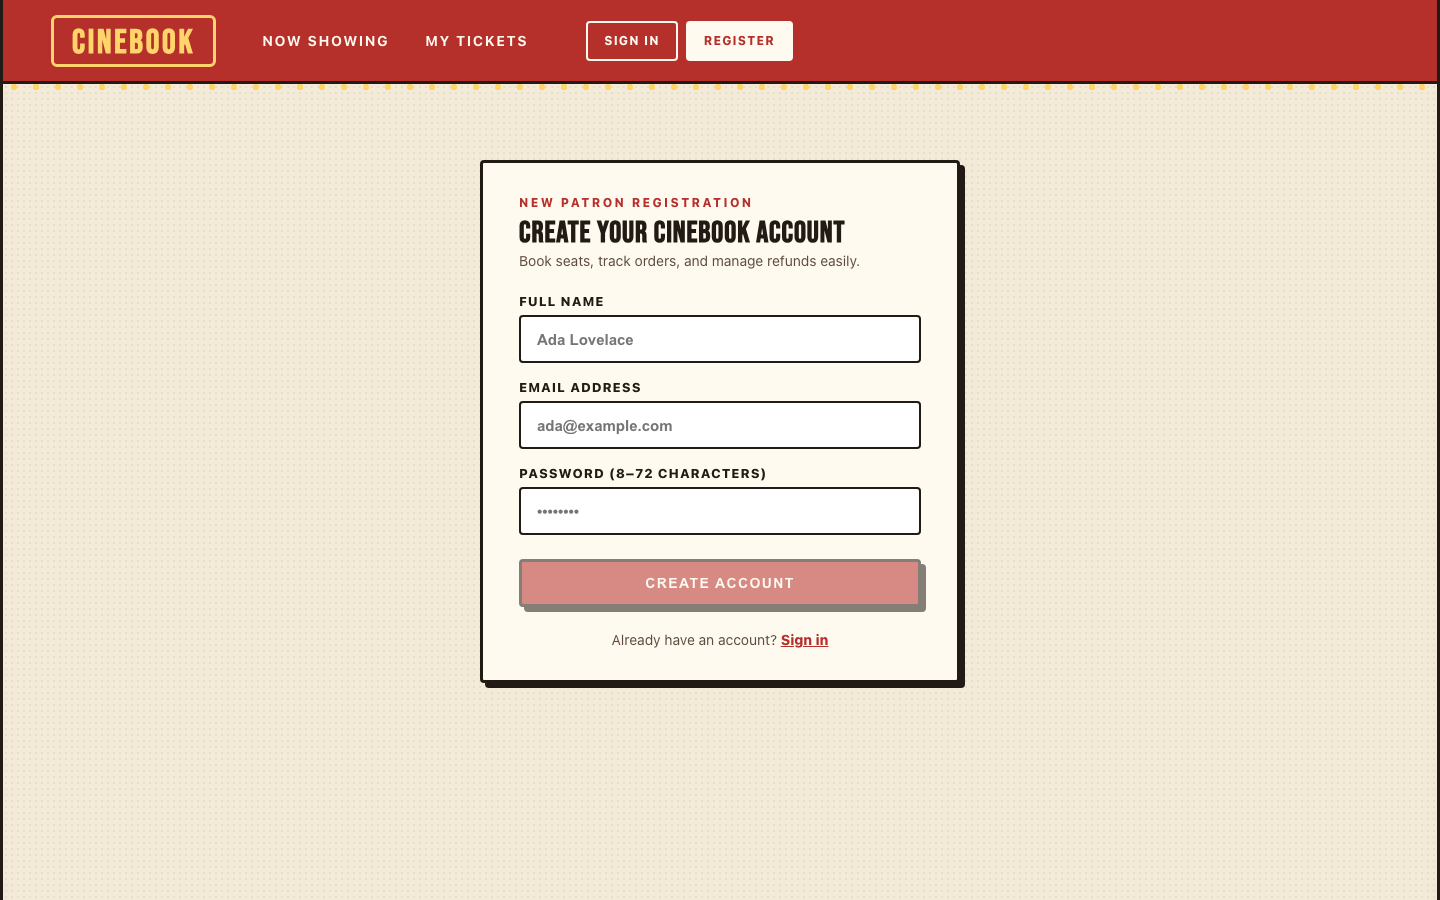 CINEBOOK
NOW SHOWING
MY TICKETS
SIGN IN
REGISTER
NEW PATRON REGISTRATION
CREATE YOUR CINEBOOK ACCOUNT
Book seats, track orders, and manage refunds easily.
FULL NAME
Ada Lovelace
EMAIL ADDRESS
ada@example.com
PASSWORD (8–72 CHARACTERS)
••••••••
CREATE ACCOUNT
Already have an account? Sign in